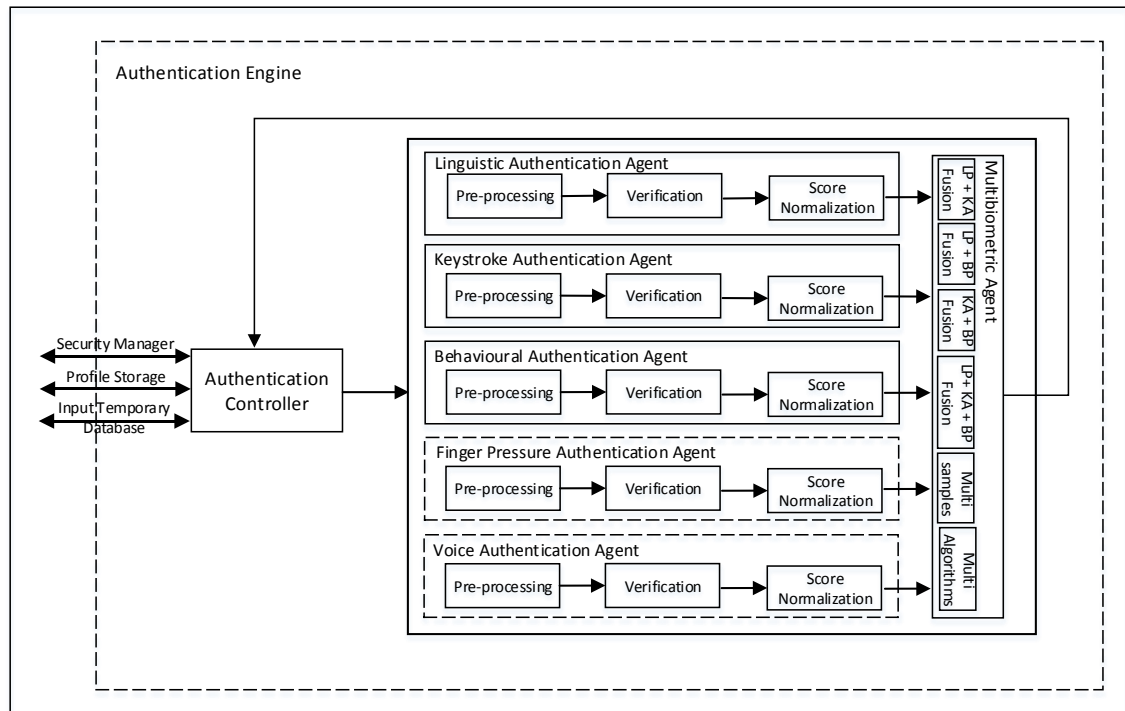 Authentication Engine
Linguistic Authentication Agent
Pre-processing
Verification
Score
Normalization
Keystroke Authentication Agent
Pre-processing
Verification
Score
Normalization
Behavioural Authentication Agent
Pre-processing
Verification
Score
Normalization
Finger Pressure Authentication Agent
Pre-processing
Verification
Score
Normalization
Voice Authentication Agent
Pre-processing
Verification
Score
Normalization
Multibiometric Agent
LP + KA
Fusion
LP + BP
Fusion
KA + BP
Fusion
LP+ KA + BP
Fusion
Multi
samples
Multi
Algorithms
Security Manager
Profile Storage
Input Temporary
Database
Authentication
Controller